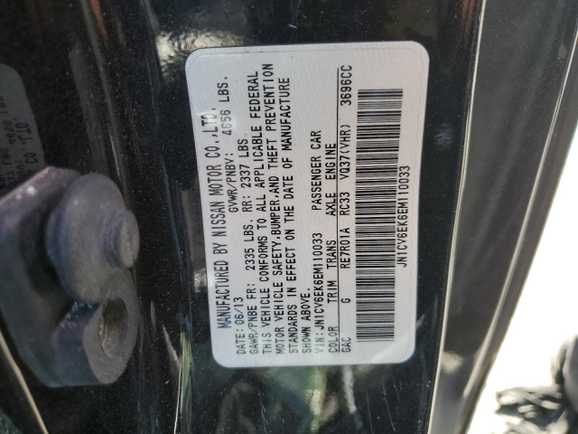 MANUFACTURED BY NISSAN MOTOR CO.,LTD.
DATE: 06/13 GVWR/PNBV: 4656 LBS.
GAWR/PNBE FR: 2335 LBS. RR: 2337 LBS.
THIS VEHICLE CONFORMS TO ALL APPLICABLE FEDERAL
MOTOR VEHICLE SAFETY,BUMPER,AND THEFT PREVENTION
STANDARDS IN EFFECT ON THE DATE OF MANUFACTURE
SHOWN ABOVE.
VIN: JN1CV6EK6EM110033 PASSENGER CAR
COLOR TRIM TRANS AXLE ENGINE
GAC G RE7R01A RC33 VQ37(VHR) 3696CC
JN1CV6EK6EM110033